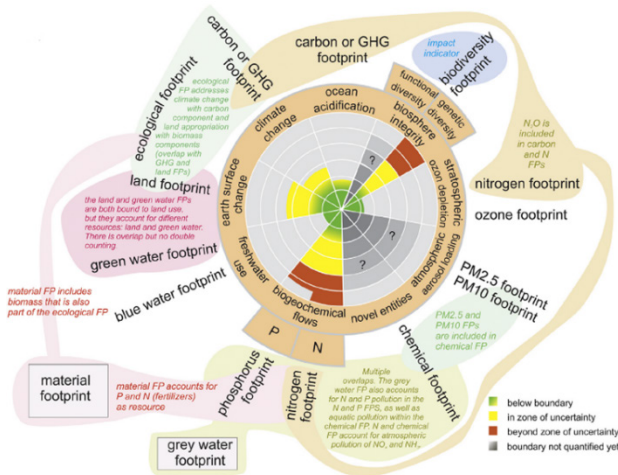 carbon or GHG
footprint
carbon or GHG
footprint
impact
indicator
biodiversity
footprint
ecological footprint
ecological
FP addresses
climate change
with carbon
component and
land appropriation
with biomass
components
(overlap with
GHG and
land FPs)
land footprint
the land and green water FPs
are both bound to land use,
but they account for different
resources: land and green water.
There is overlap but no double
counting
green water footprint
blue water footprint
material FP includes
biomass that is also
part of the ecological FP
material
footprint
material FP accounts for
P and N (fertilizers)
as resource
phosphorus
footprint
nitrogen
footprint
grey water
footprint
Multiple
overlaps. The grey
water FP also accounts
for N and P pollution in the
N and P FPS, as well as
aquatic pollution within the
chemical FP. N and chemical
FP account for atmospheric
pollution of NOx and NH3.
chemical
footprint
PM2.5 and
PM10 FPs
are included in
chemical FP
PM2.5 footprint
PM10 footprint
ozone footprint
nitrogen footprint
N2O is
included in
carbon and N
FPs
climate
change
ocean
acidification
functional
diversity
genetic
diversity
biosphere
integrity
stratospheric
ozon depletion
atmospheric
aerosol loading
novel entities
biogeochemical
flows
P
N
freshwater
use
earth surface
change
?
?
?
below boundary
in zone of uncertainty
beyond zone of uncertainty
boundary not quantified yet